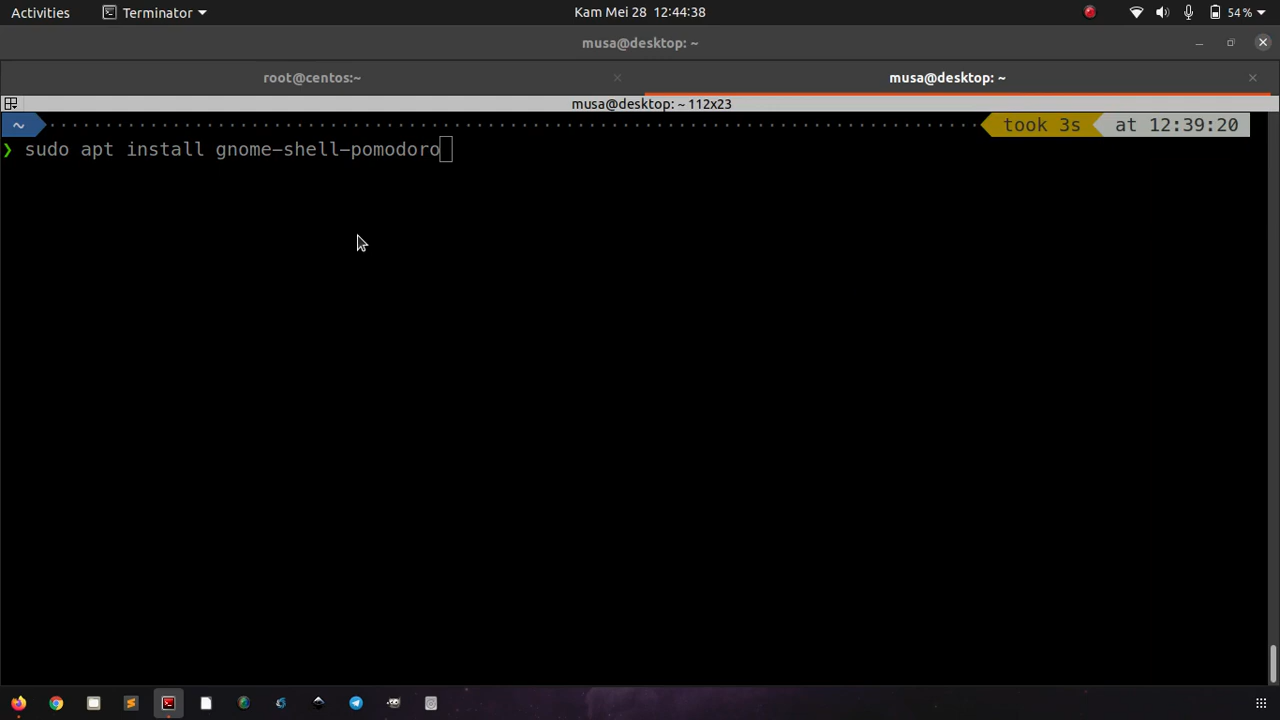 Activities Terminator Kam Mei 28 12:44:38 54 %
musa@desktop: ~
root@centos:~ musa@desktop: ~
musa@desktop: ~ 112x23
~ took 3s at 12:39:20
❯ sudo apt install gnome-shell-pomodoro